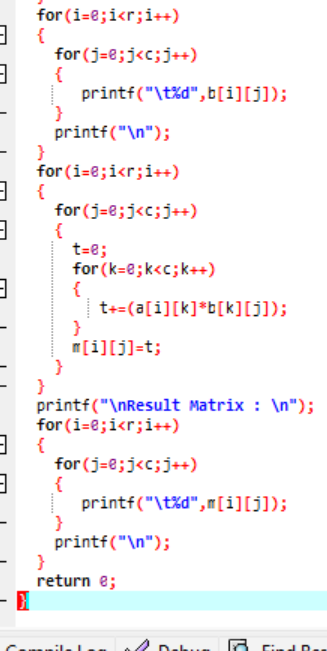 for(i=0;i<r;i++)
{
for(j=0;j<c;j++)
{
printf("\t%d",b[i][j]);
}
printf("\n");
}
for(i=0;i<r;i++)
{
for(j=0;j<c;j++)
{
t=0;
for(k=0;k<c;k++)
{
t+=(a[i][k]*b[k][j]);
}
m[i][j]=t;
}
}
printf("\nResult Matrix : \n");
for(i=0;i<r;i++)
{
for(j=0;j<c;j++)
{
printf("\t%d",m[i][j]);
}
printf("\n");
}
return 0;
}
Compile Log Debug Find Res